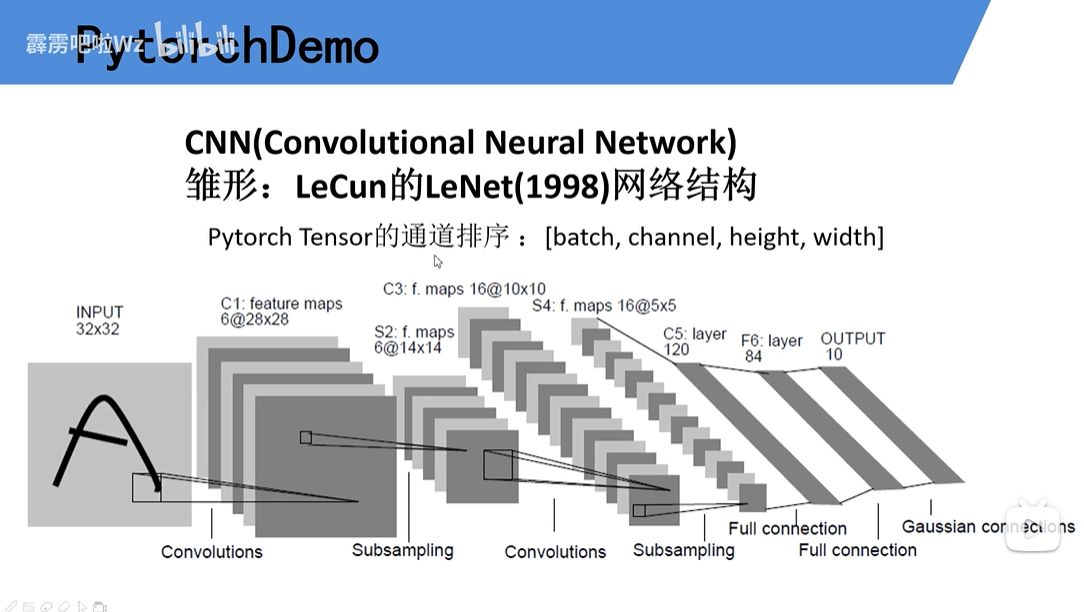 霹雳吧啦Wz bilibili
PytorchDemo
CNN(Convolutional Neural Network)
雏形：LeCun的LeNet(1998)网络结构
Pytorch Tensor的通道排序：[batch, channel, height, width]
INPUT
32x32
C1: feature maps
6@28x28
S2: f. maps
6@14x14
C3: f. maps 16@10x10
S4: f. maps 16@5x5
C5: layer
120
F6: layer
84
OUTPUT
10
Convolutions
Subsampling
Convolutions
Subsampling
Full connection
Full connection
Gaussian connections